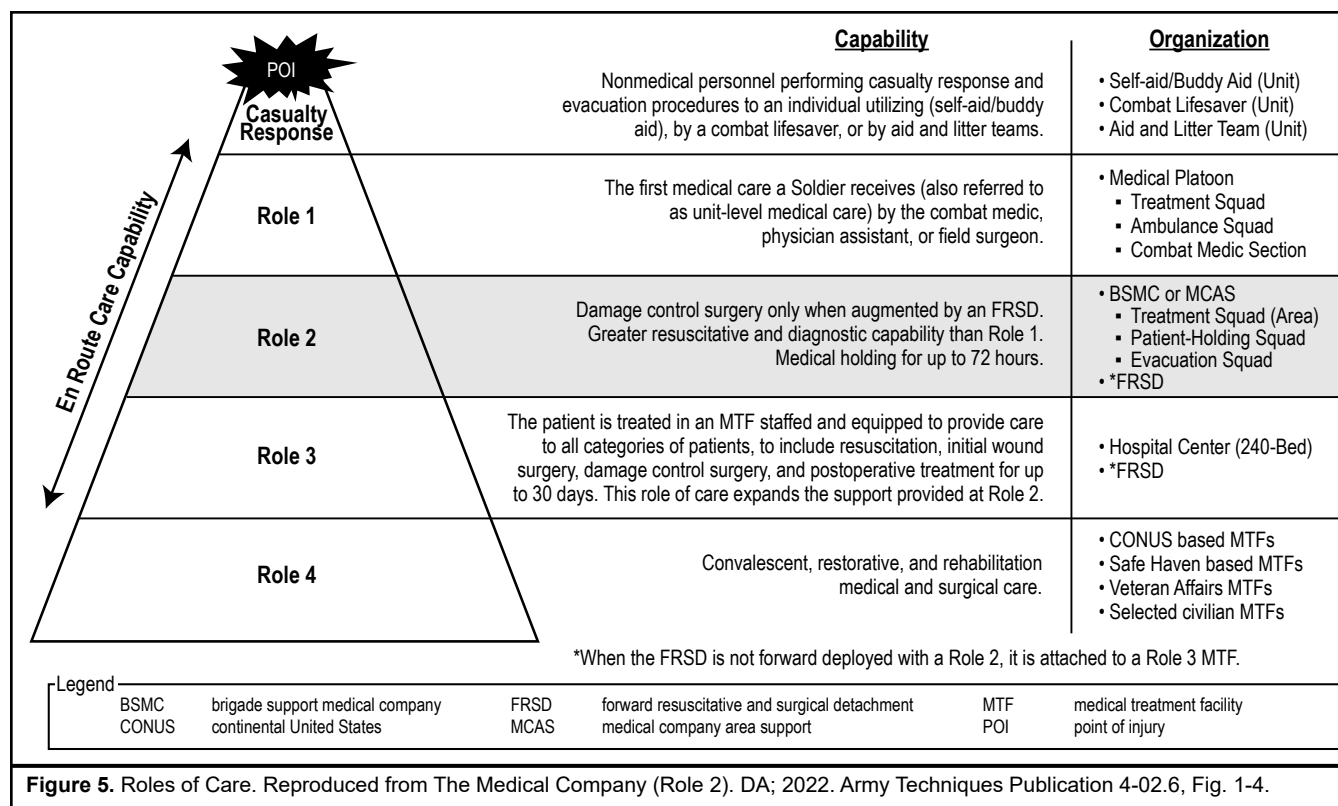 Capability
Organization
POI
Casualty
Response
Nonmedical personnel performing casualty response and
evacuation procedures to an individual utilizing (self-aid/buddy
aid), by a combat lifesaver, or by aid and litter teams.
• Self-aid/Buddy Aid (Unit)
• Combat Lifesaver (Unit)
• Aid and Litter Team (Unit)
En Route Care Capability
Role 1
The first medical care a Soldier receives (also referred to
as unit-level medical care) by the combat medic,
physician assistant, or field surgeon.
• Medical Platoon
▪ Treatment Squad
▪ Ambulance Squad
▪ Combat Medic Section
Role 2
Damage control surgery only when augmented by an FRSD.
Greater resuscitative and diagnostic capability than Role 1.
Medical holding for up to 72 hours.
• BSMC or MCAS
▪ Treatment Squad (Area)
▪ Patient-Holding Squad
▪ Evacuation Squad
• *FRSD
Role 3
The patient is treated in an MTF staffed and equipped to provide care
to all categories of patients, to include resuscitation, initial wound
surgery, damage control surgery, and postoperative treatment for up
to 30 days. This role of care expands the support provided at Role 2.
• Hospital Center (240-Bed)
• *FRSD
Role 4
Convalescent, restorative, and rehabilitation
medical and surgical care.
• CONUS based MTFs
• Safe Haven based MTFs
• Veteran Affairs MTFs
• Selected civilian MTFs
*When the FRSD is not forward deployed with a Role 2, it is attached to a Role 3 MTF.
Legend
BSMC brigade support medical company FRSD forward resuscitative and surgical detachment MTF medical treatment facility
CONUS continental United States MCAS medical company area support POI point of injury
Figure 5. Roles of Care. Reproduced from The Medical Company (Role 2). DA; 2022. Army Techniques Publication 4-02.6, Fig. 1-4.